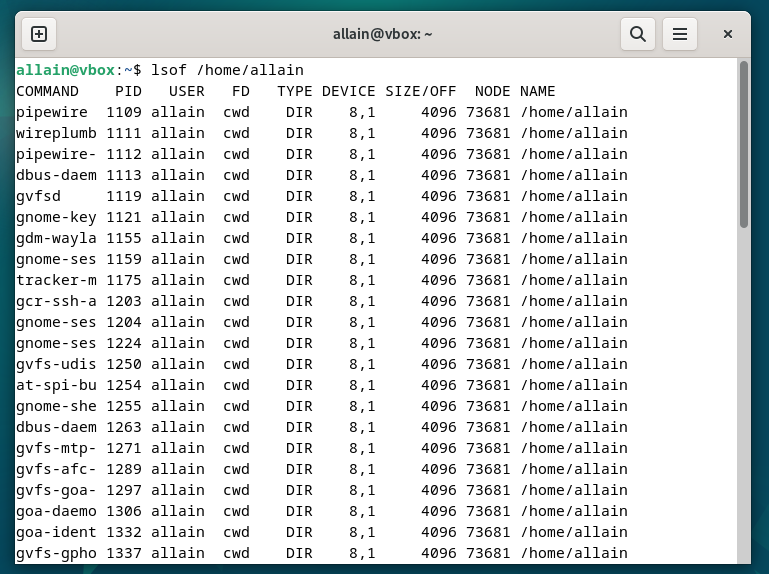 allain@vbox: ~
allain@vbox:~$ lsof /home/allain
COMMAND    PID   USER   FD   TYPE DEVICE SIZE/OFF  NODE NAME
pipewire  1109 allain  cwd    DIR    8,1     4096 73681 /home/allain
wireplumb 1111 allain  cwd    DIR    8,1     4096 73681 /home/allain
pipewire- 1112 allain  cwd    DIR    8,1     4096 73681 /home/allain
dbus-daem 1113 allain  cwd    DIR    8,1     4096 73681 /home/allain
gvfsd     1119 allain  cwd    DIR    8,1     4096 73681 /home/allain
gnome-key 1121 allain  cwd    DIR    8,1     4096 73681 /home/allain
gdm-wayla 1155 allain  cwd    DIR    8,1     4096 73681 /home/allain
gnome-ses 1159 allain  cwd    DIR    8,1     4096 73681 /home/allain
tracker-m 1175 allain  cwd    DIR    8,1     4096 73681 /home/allain
gcr-ssh-a 1203 allain  cwd    DIR    8,1     4096 73681 /home/allain
gnome-ses 1204 allain  cwd    DIR    8,1     4096 73681 /home/allain
gnome-ses 1224 allain  cwd    DIR    8,1     4096 73681 /home/allain
gvfs-udis 1250 allain  cwd    DIR    8,1     4096 73681 /home/allain
at-spi-bu 1254 allain  cwd    DIR    8,1     4096 73681 /home/allain
gnome-she 1255 allain  cwd    DIR    8,1     4096 73681 /home/allain
dbus-daem 1263 allain  cwd    DIR    8,1     4096 73681 /home/allain
gvfs-mtp- 1271 allain  cwd    DIR    8,1     4096 73681 /home/allain
gvfs-afc- 1289 allain  cwd    DIR    8,1     4096 73681 /home/allain
gvfs-goa- 1297 allain  cwd    DIR    8,1     4096 73681 /home/allain
goa-daemo 1306 allain  cwd    DIR    8,1     4096 73681 /home/allain
goa-ident 1332 allain  cwd    DIR    8,1     4096 73681 /home/allain
gvfs-gpho 1337 allain  cwd    DIR    8,1     4096 73681 /home/allain